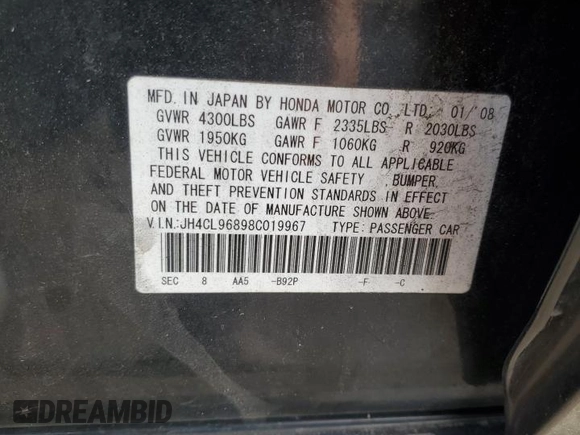 MFD. IN JAPAN BY HONDA MOTOR CO., LTD. 01/'08
GVWR 4300LBS GAWR F 2335LBS R 2030LBS
GVWR 1950KG GAWR F 1060KG R 920KG
THIS VEHICLE CONFORMS TO ALL APPLICABLE
FEDERAL MOTOR VEHICLE SAFETY, BUMPER,
AND THEFT PREVENTION STANDARDS IN EFFECT
ON THE DATE OF MANUFACTURE SHOWN ABOVE.
V.I.N.:JH4CL96898C019967 TYPE: PASSENGER CAR
SEC 8 AA5 -B92P -F -C
DREAMBID